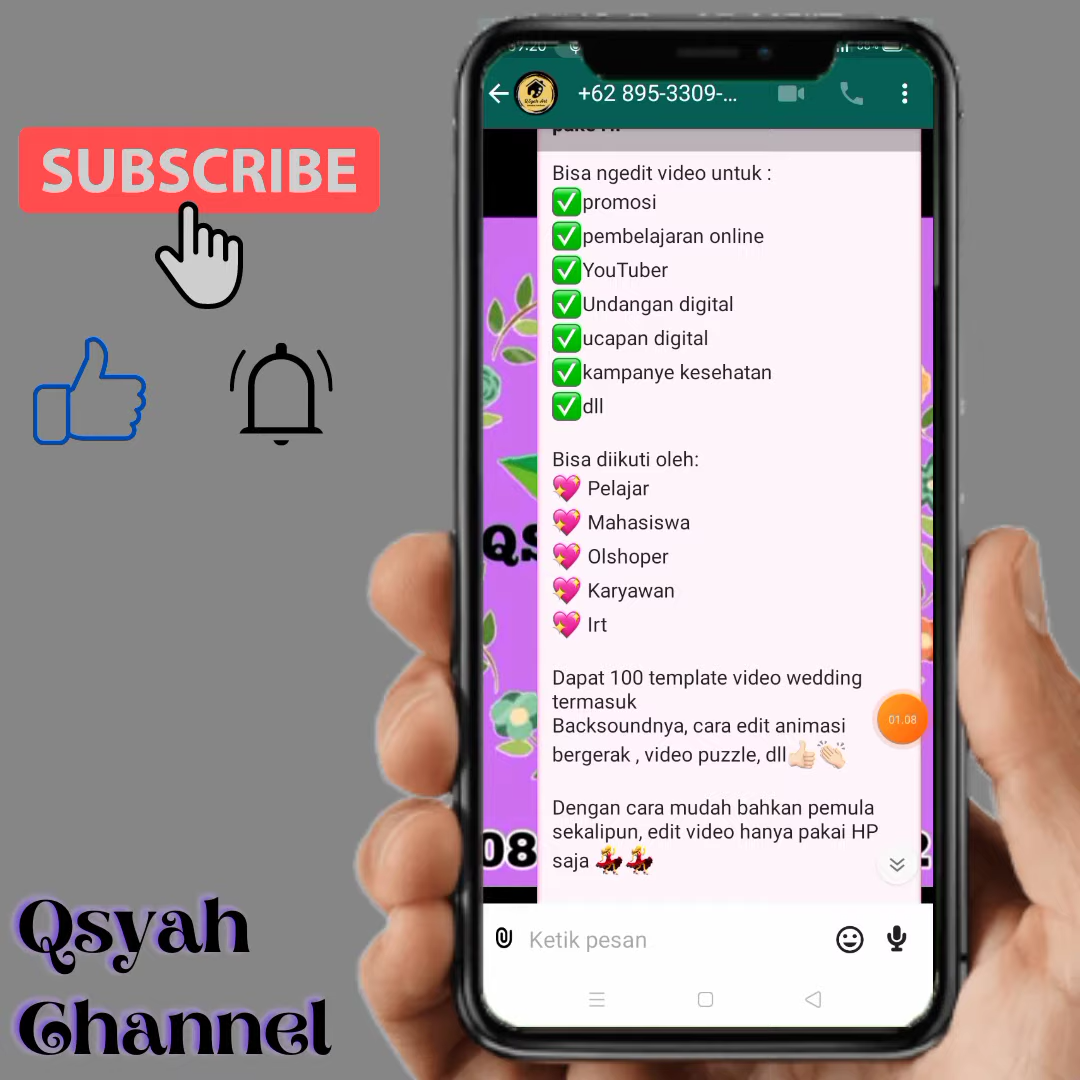 SUBSCRIBE
+62 895-3309-...
Bisa ngedit video untuk :
✅promosi
✅pembelajaran online
✅YouTuber
✅Undangan digital
✅ucapan digital
✅kampanye kesehatan
✅dll
Bisa diikuti oleh:
💖 Pelajar
💖 Mahasiswa
💖 Olshoper
💖 Karyawan
💖 Irt
Dapat 100 template video wedding
termasuk
Backsoundnya, cara edit animasi
bergerak , video puzzle, dll👍🏻👏🏻
01.08
Dengan cara mudah bahkan pemula
sekalipun, edit video hanya pakai HP
saja 💃💃
QS
08
Ketik pesan
Qsyah
Channel